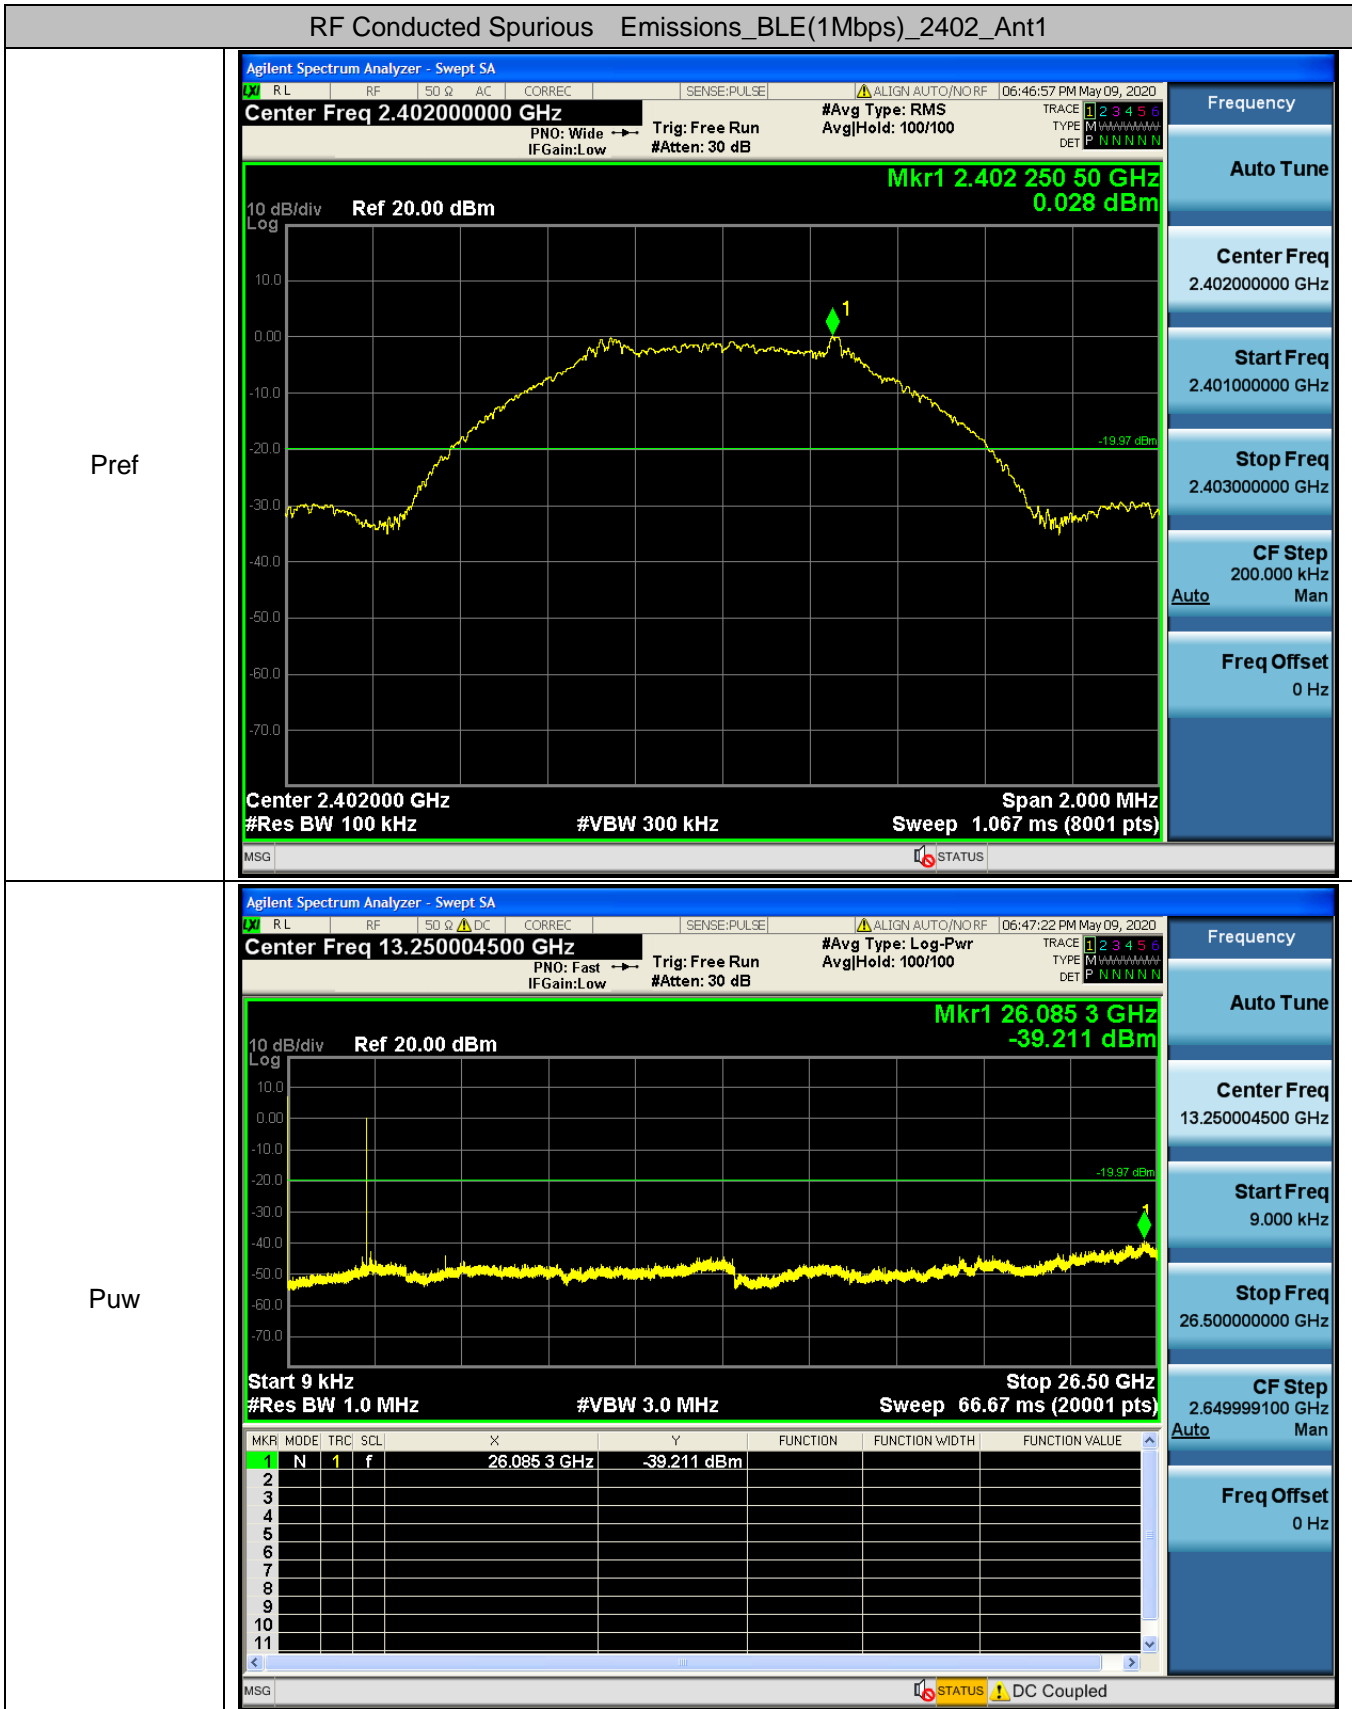 RF Conducted Spurious Emissions_BLE(1Mbps)_2402_Ant1
Pref
Agilent Spectrum Analyzer - Swept SA
LXI RL RF 50 Ω AC CORREC SENSE:PULSE ALIGN AUTO/NO RF 06:46:57 PM May 09, 2020
Center Freq 2.402000000 GHz
PNO: Wide
IFGain:Low
Trig: Free Run
#Atten: 30 dB
#Avg Type: RMS
Avg|Hold: 100/100
TRACE 1 2 3 4 5 6
TYPE M
DET P N N N N N
Mkr1 2.402 250 50 GHz
0.028 dBm
10 dB/div Ref 20.00 dBm
Log
10.0
0.00
-10.0
-20.0
-30.0
-40.0
-50.0
-60.0
-70.0
1
-19.97 dBm
Center 2.402000 GHz Span 2.000 MHz
#Res BW 100 kHz #VBW 300 kHz Sweep 1.067 ms (8001 pts)
MSG STATUS
Frequency
Auto Tune
Center Freq
2.402000000 GHz
Start Freq
2.401000000 GHz
Stop Freq
2.403000000 GHz
CF Step
200.000 kHz
Auto Man
Freq Offset
0 Hz
Puw
Agilent Spectrum Analyzer - Swept SA
LXI RL RF 50 Ω DC CORREC SENSE:PULSE ALIGN AUTO/NO RF 06:47:22 PM May 09, 2020
Center Freq 13.250004500 GHz
PNO: Fast
IFGain:Low
Trig: Free Run
#Atten: 30 dB
#Avg Type: Log-Pwr
Avg|Hold: 100/100
TRACE 1 2 3 4 5 6
TYPE M
DET P N N N N N
Mkr1 26.085 3 GHz
-39.211 dBm
10 dB/div Ref 20.00 dBm
Log
10.0
0.00
-10.0
-20.0
-30.0
-40.0
-50.0
-60.0
-70.0
-19.97 dBm
1
Start 9 kHz Stop 26.50 GHz
#Res BW 1.0 MHz #VBW 3.0 MHz Sweep 66.67 ms (20001 pts)
MKR MODE TRC SCL X Y FUNCTION FUNCTION WIDTH FUNCTION VALUE
1 N 1 f 26.085 3 GHz -39.211 dBm
2
3
4
5
6
7
8
9
10
11
MSG STATUS DC Coupled
Frequency
Auto Tune
Center Freq
13.250004500 GHz
Start Freq
9.000 kHz
Stop Freq
26.500000000 GHz
CF Step
2.649999100 GHz
Auto Man
Freq Offset
0 Hz